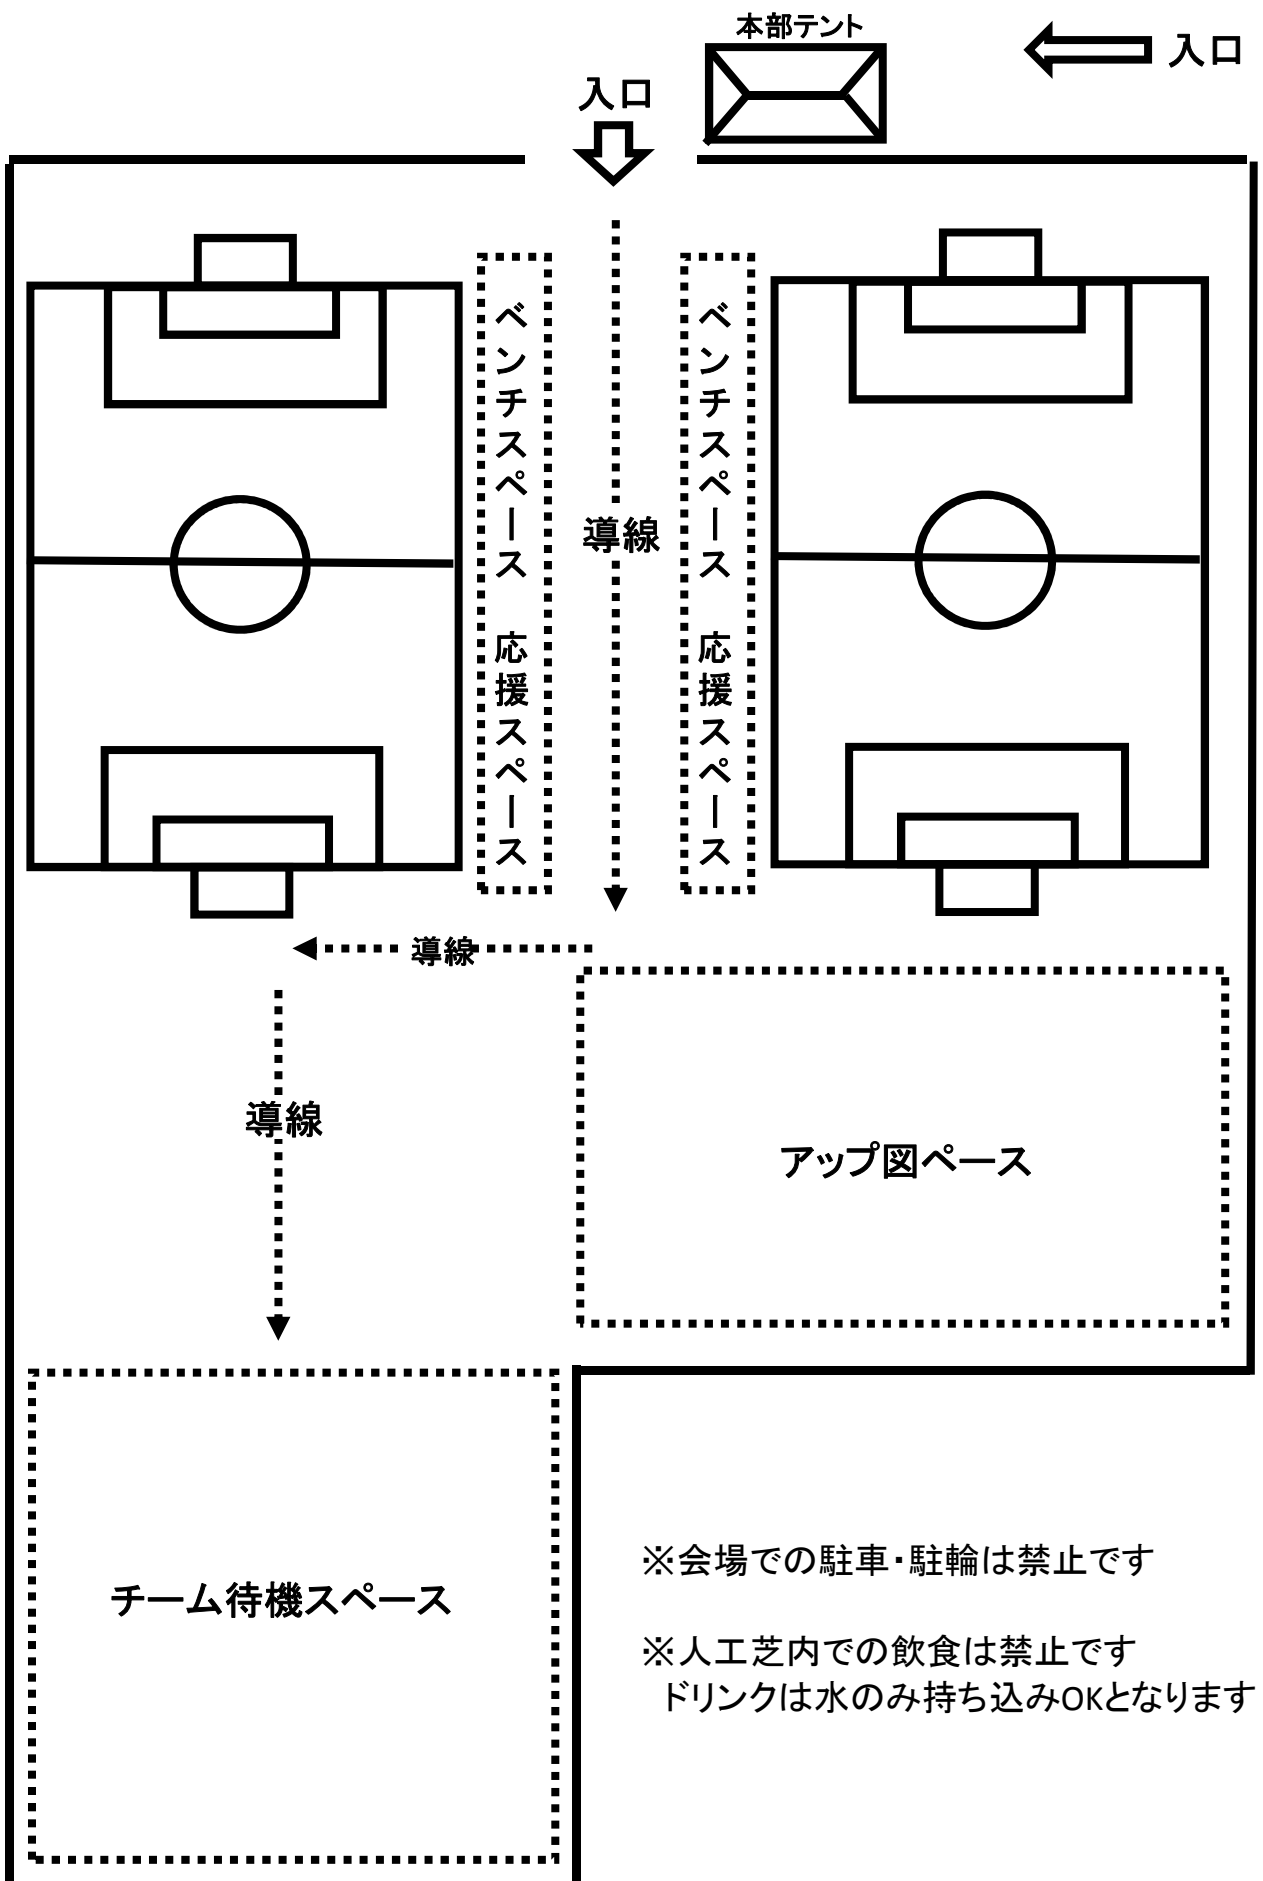 本部テント
入口
入口
ベンチスペース 応援スペース
導線
ベンチスペース 応援スペース
導線
導線
アップ図ペース
チーム待機スペース
※会場での駐車・駐輪は禁止です
※人工芝内での飲食は禁止です
ドリンクは水のみ持ち込みOKとなります